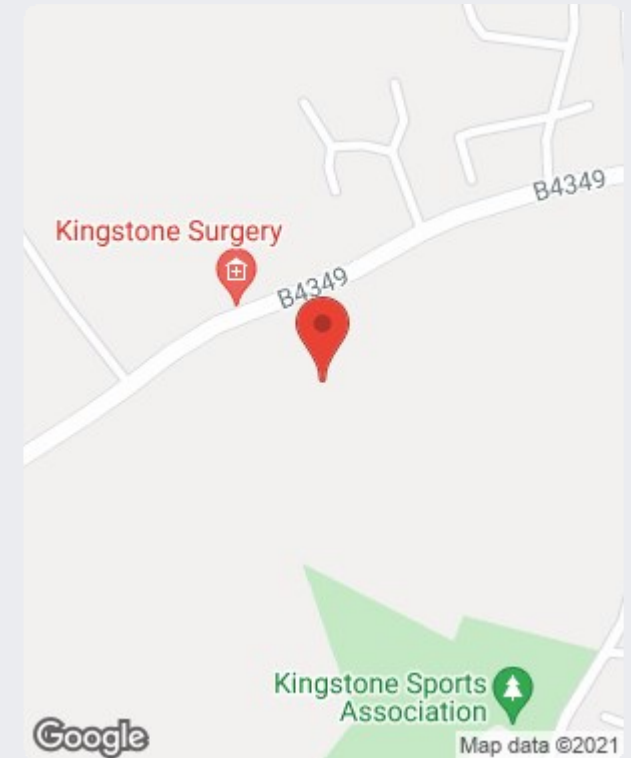 B4349
Kingstone Surgery
B4349
Kingstone Sports
Association
Google
Map data ©2021